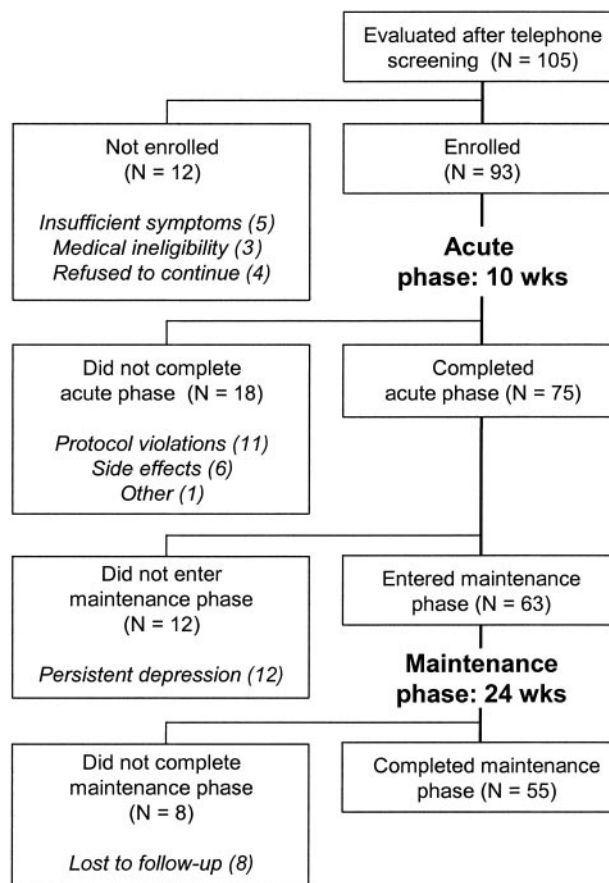 Evaluated after telephone
screening (N = 105)
Not enrolled
(N = 12)
Insufficient symptoms (5)
Medical ineligibility (3)
Refused to continue (4)
Enrolled
(N = 93)
Acute
phase: 10 wks
Did not complete
acute phase (N = 18)
Protocol violations (11)
Side effects (6)
Other (1)
Completed
acute phase (N = 75)
Did not enter
maintenance phase
(N = 12)
Persistent depression (12)
Entered maintenance
phase (N = 63)
Maintenance
phase: 24 wks
Did not complete
maintenance phase
(N = 8)
Lost to follow-up (8)
Completed maintenance
phase (N = 55)